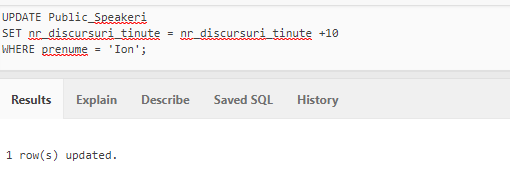 UPDATE Public_Speakeri
SET nr_discursuri_tinute = nr_discursuri_tinute +10
WHERE prenume = 'Ion';
Results Explain Describe Saved SQL History
1 row(s) updated.